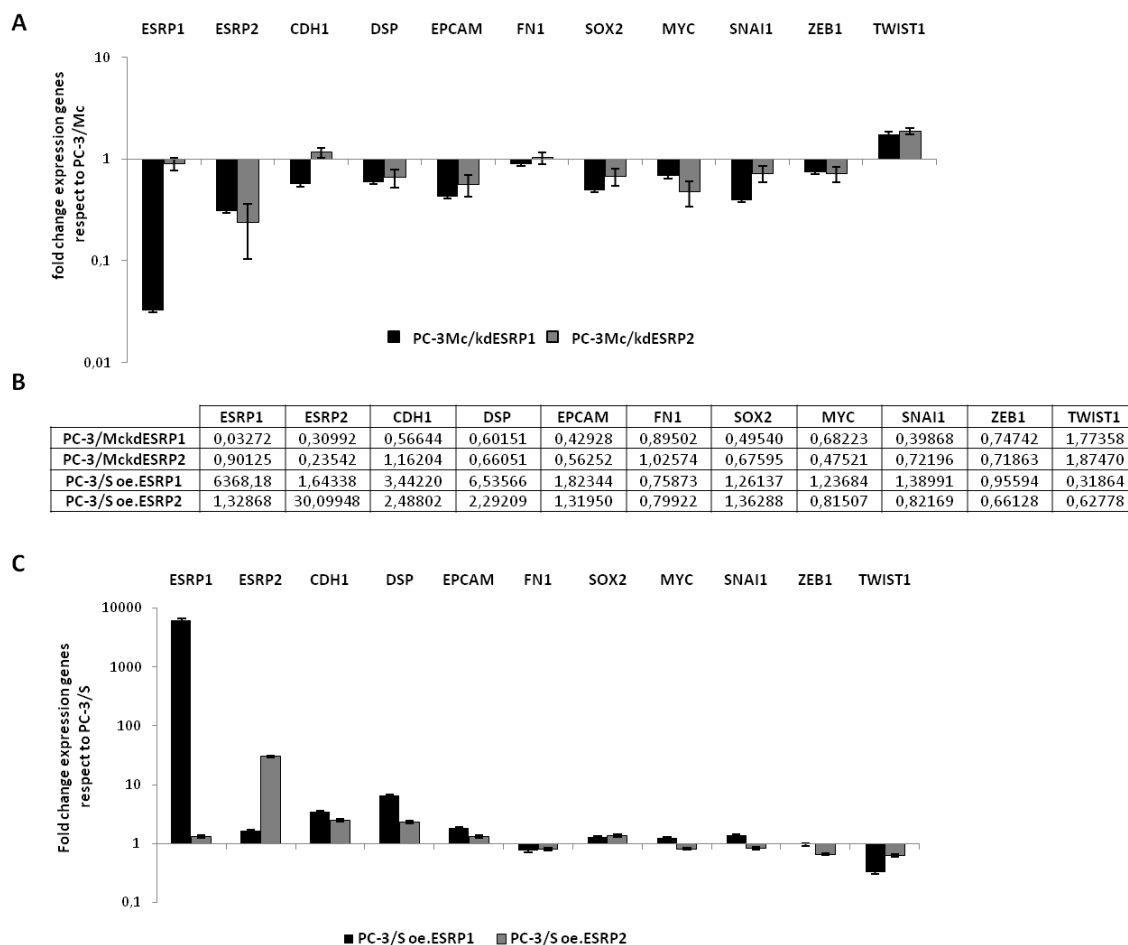 A
ESRP1 ESRP2 CDH1 DSP EPCAM FN1 SOX2 MYC SNAI1 ZEB1 TWIST1
fold change expression genes
respect to PC-3/Mc
10
1
0,1
0,01
PC-3Mc/kdESRP1 PC-3Mc/kdESRP2
B
ESRP1 ESRP2 CDH1 DSP EPCAM FN1 SOX2 MYC SNAI1 ZEB1 TWIST1
PC-3/MckdESRP1 0,03272 0,30992 0,56644 0,60151 0,42928 0,89502 0,49540 0,68223 0,39868 0,74742 1,77358
PC-3/MckdESRP2 0,90125 0,23542 1,16204 0,66051 0,56252 1,02574 0,67595 0,47521 0,72196 0,71863 1,87470
PC-3/S oe.ESRP1 6368,18 1,64338 3,44220 6,53566 1,82344 0,75873 1,26137 1,23684 1,38991 0,95594 0,31864
PC-3/S oe.ESRP2 1,32868 30,09948 2,48802 2,29209 1,31950 0,79922 1,36288 0,81507 0,82169 0,66128 0,62778
C
ESRP1 ESRP2 CDH1 DSP EPCAM FN1 SOX2 MYC SNAI1 ZEB1 TWIST1
Fold change expression genes
respect to PC-3/S
10000
1000
100
10
1
0,1
PC-3/S oe.ESRP1 PC-3/S oe.ESRP2